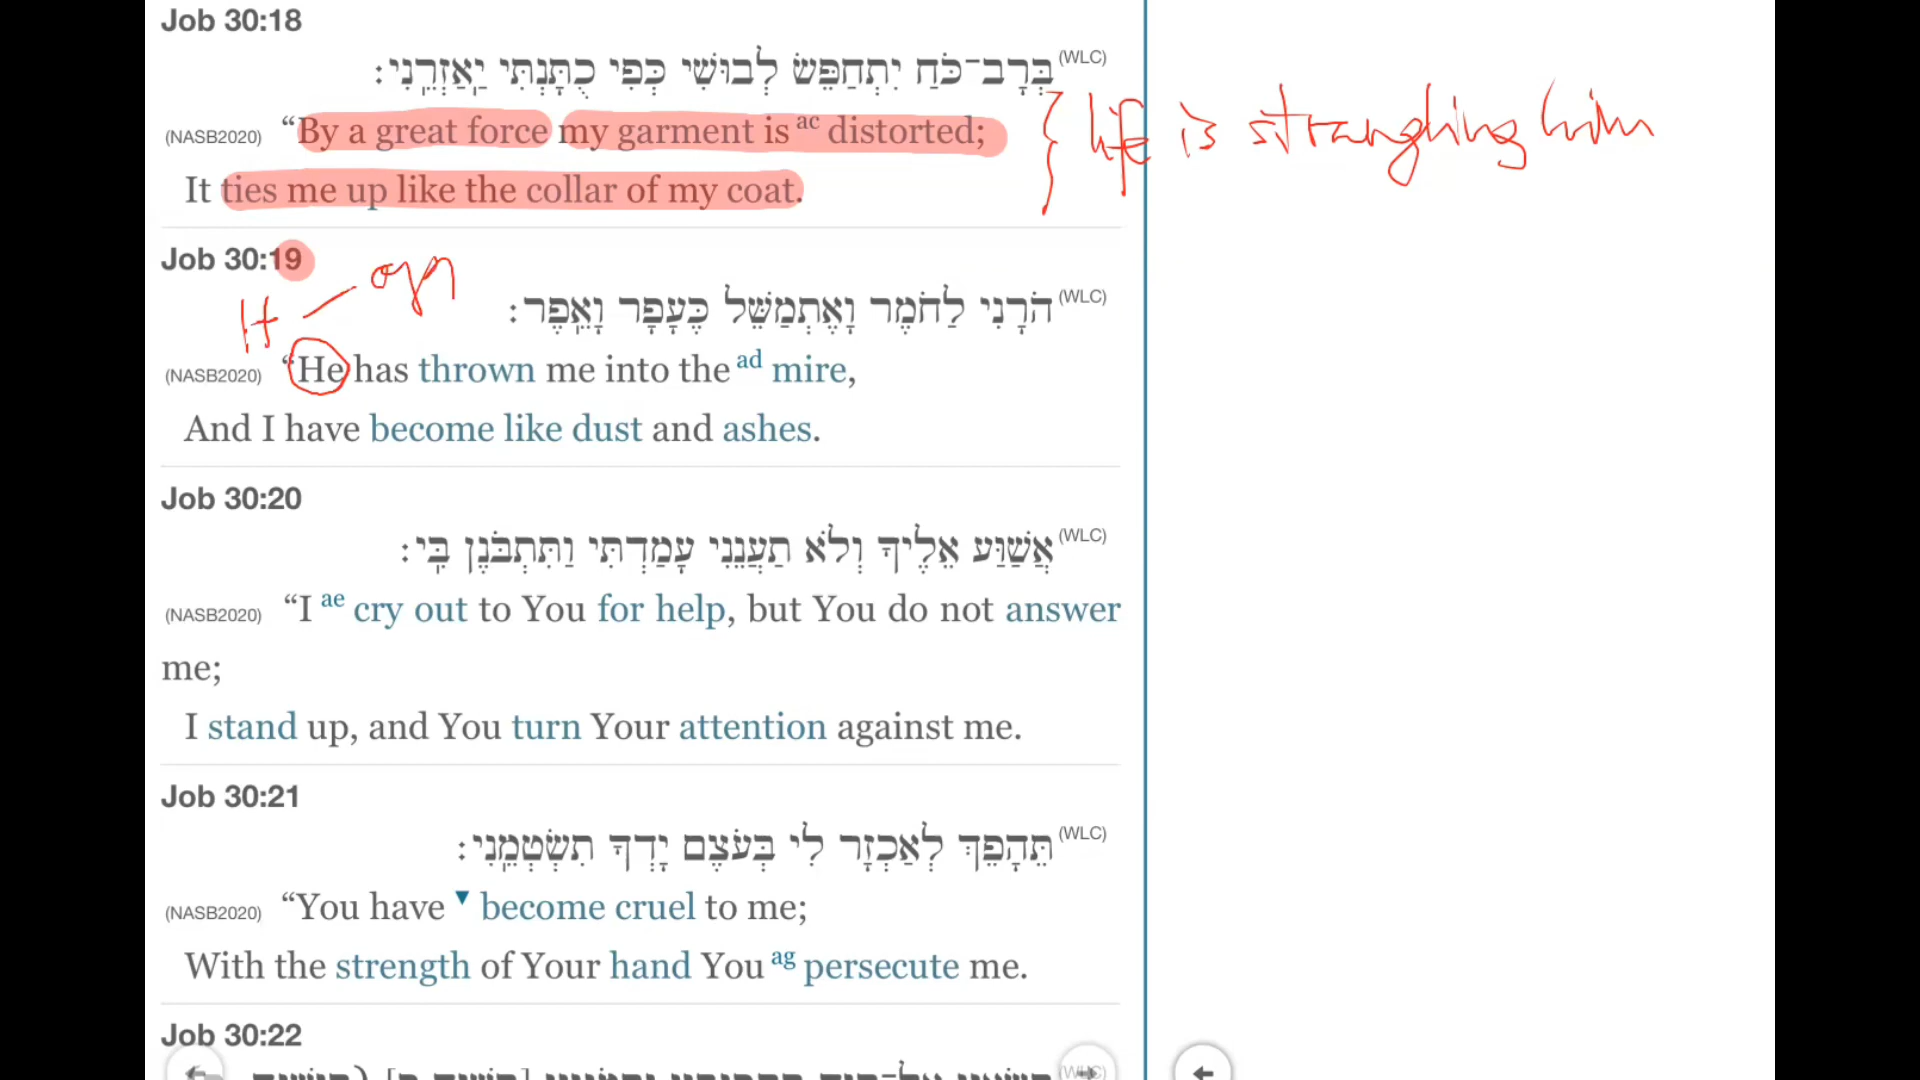 Job 30:18
(WLC) בְּרָב־כֹּחַ יִתְחַפֵּשׂ לְבוּשִׁי כְּפִי כֻתָּנְתִּי יַאַזְרֵנִי׃
(NASB2020) “By a great force my garment is ac distorted;
It ties me up like the collar of my coat.
} life is strangling him
Job 30:19
(WLC) הֹרָנִי לַחֹמֶר וָאֶתְמַשֵּׁל כֶּעָפָר וָאֵפֶר׃
(NASB2020) “He has thrown me into the ad mire,
And I have become like dust and ashes.
Job 30:20
(WLC) אֲשַׁוַּע אֵלֶיךָ וְלֹא תַעֲנֵנִי עָמַדְתִּי וַתִּתְבֹּנֶן בִּי׃
(NASB2020) “I ae cry out to You for help, but You do not answer
me;
I stand up, and You turn Your attention against me.
Job 30:21
(WLC) תֵּהָפֵךְ לְאַכְזָר לִי בְּעֹצֶם יָדְךָ תִשְׂטְמֵנִי׃
(NASB2020) “You have ▼ become cruel to me;
With the strength of Your hand You ag persecute me.
Job 30:22